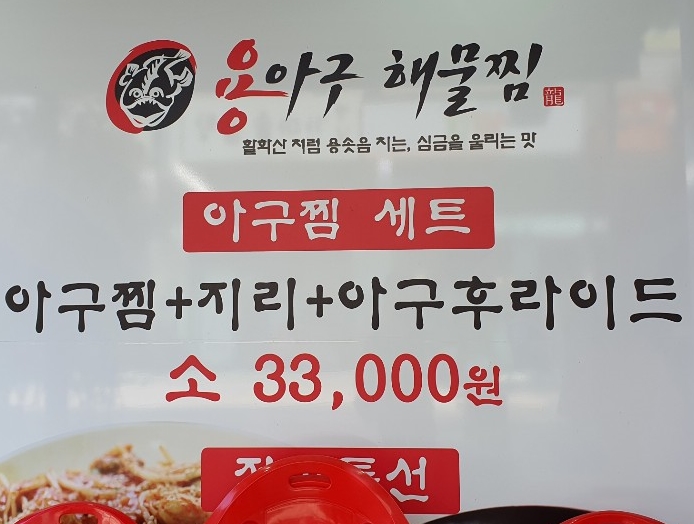 용아구 해물찜 龍
활화산 처럼 용솟음 치는, 심금을 울리는 맛
아구찜 세트
아구찜+지리+아구후라이드
소 33,000원